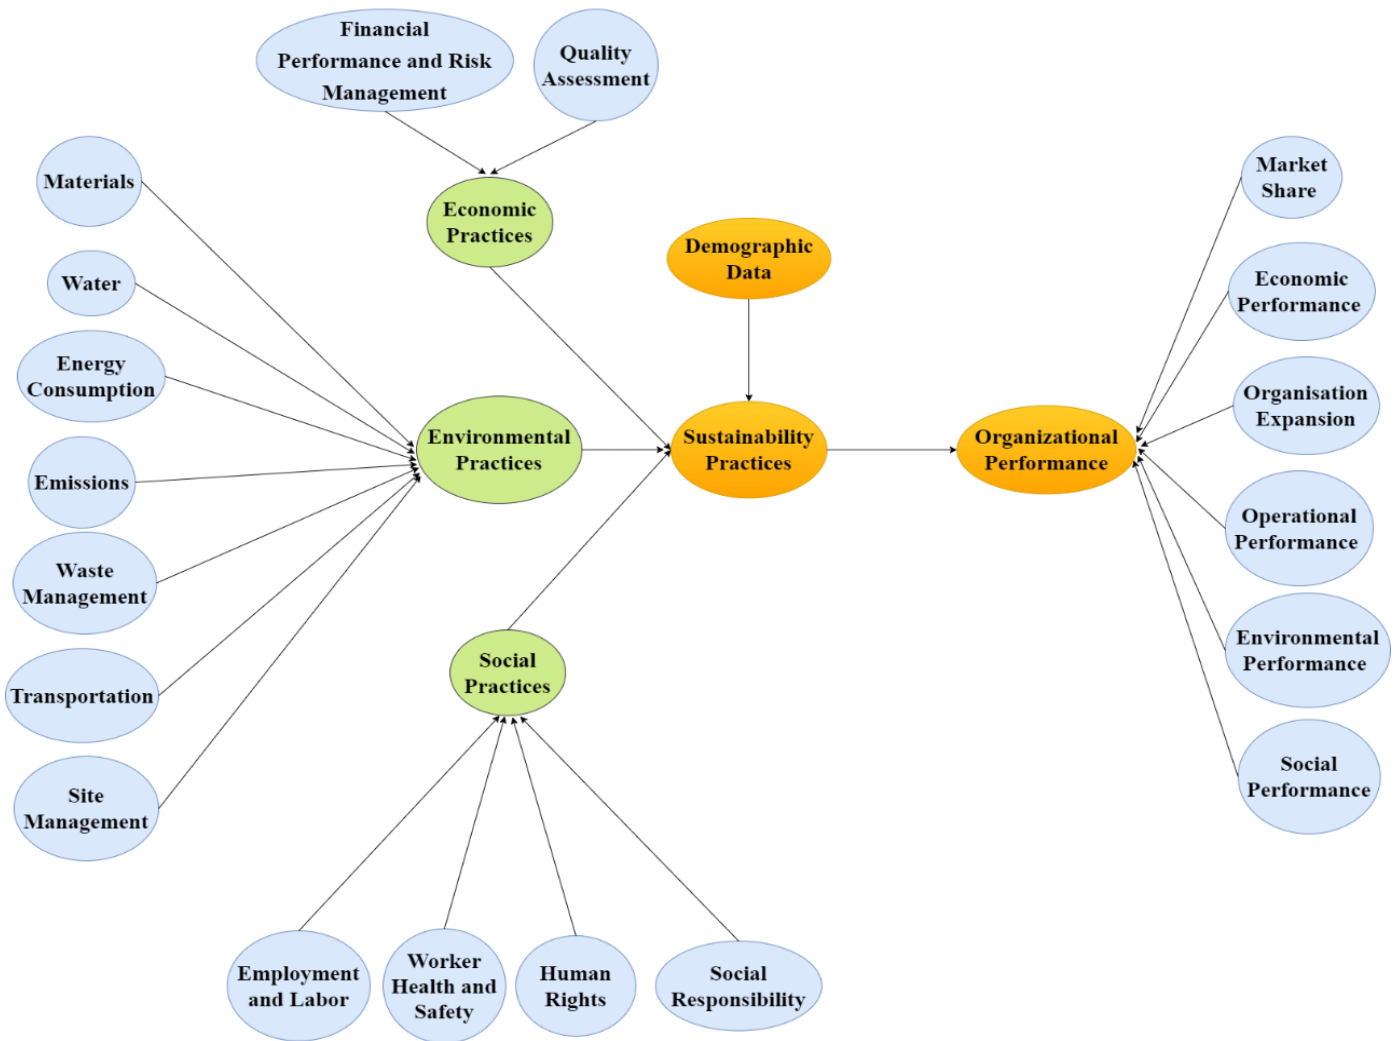 Financial
Performance and Risk
Management
Quality
Assessment
Materials
Economic
Practices
Market
Share
Water
Demographic
Data
Economic
Performance
Energy
Consumption
Organisation
Expansion
Environmental
Practices
Sustainability
Practices
Organizational
Performance
Emissions
Operational
Performance
Waste
Management
Environmental
Performance
Social
Practices
Transportation
Social
Performance
Site
Management
Employment
and Labor
Worker
Health and
Safety
Human
Rights
Social
Responsibility